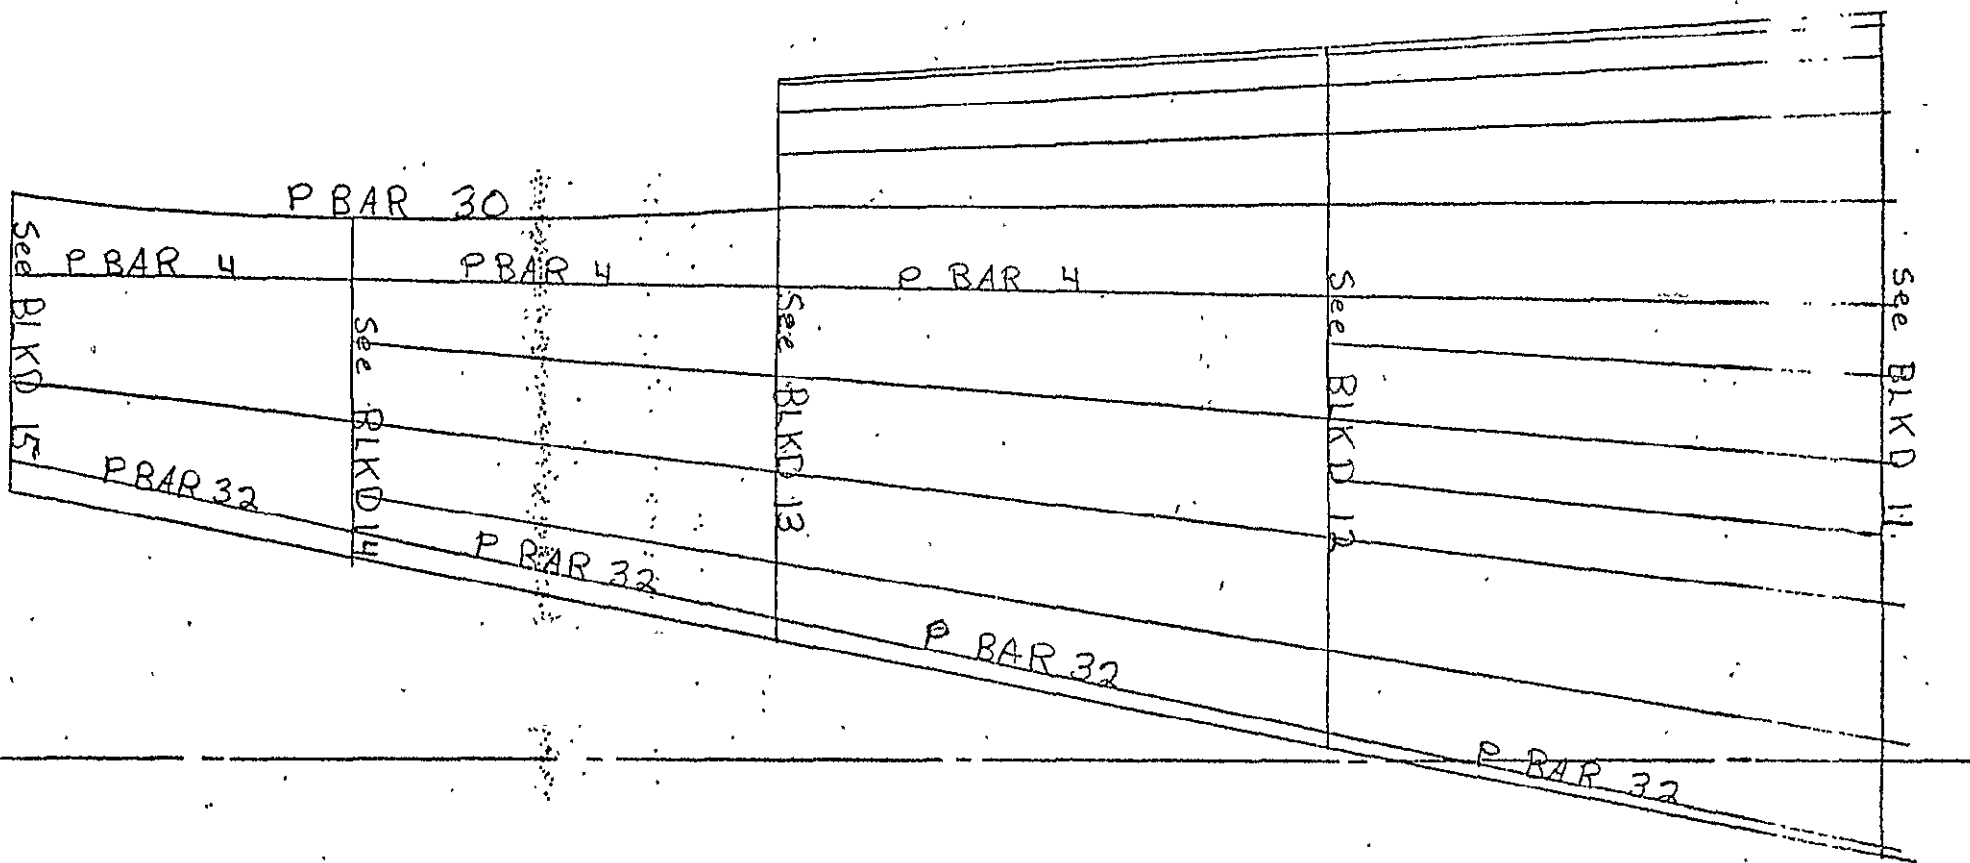 P BAR 30
P BAR 4
P BAR 4
P BAR 4
See BLKD 15
See BLKD 14
See BLKD 13
See BLKD 12
See BLKD 11
P BAR 32
P BAR 32
P BAR 32
P BAR 32